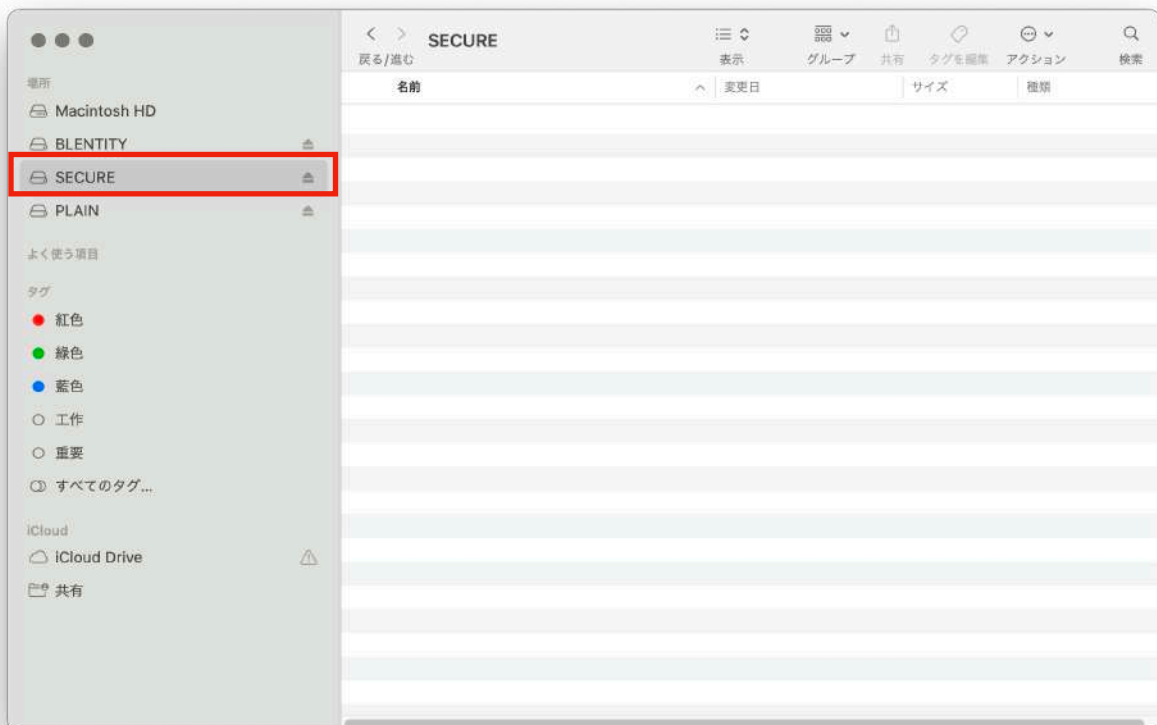 場所
Macintosh HD
BLENTITY
SECURE
PLAIN
よく使う項目
タグ
紅色
綠色
藍色
工作
重要
すべてのタグ...
iCloud
iCloud Drive
共有
SECURE
戻る/進む
表示
グループ
共有
タグを編集
アクション
検索
名前
変更日
サイズ
種類